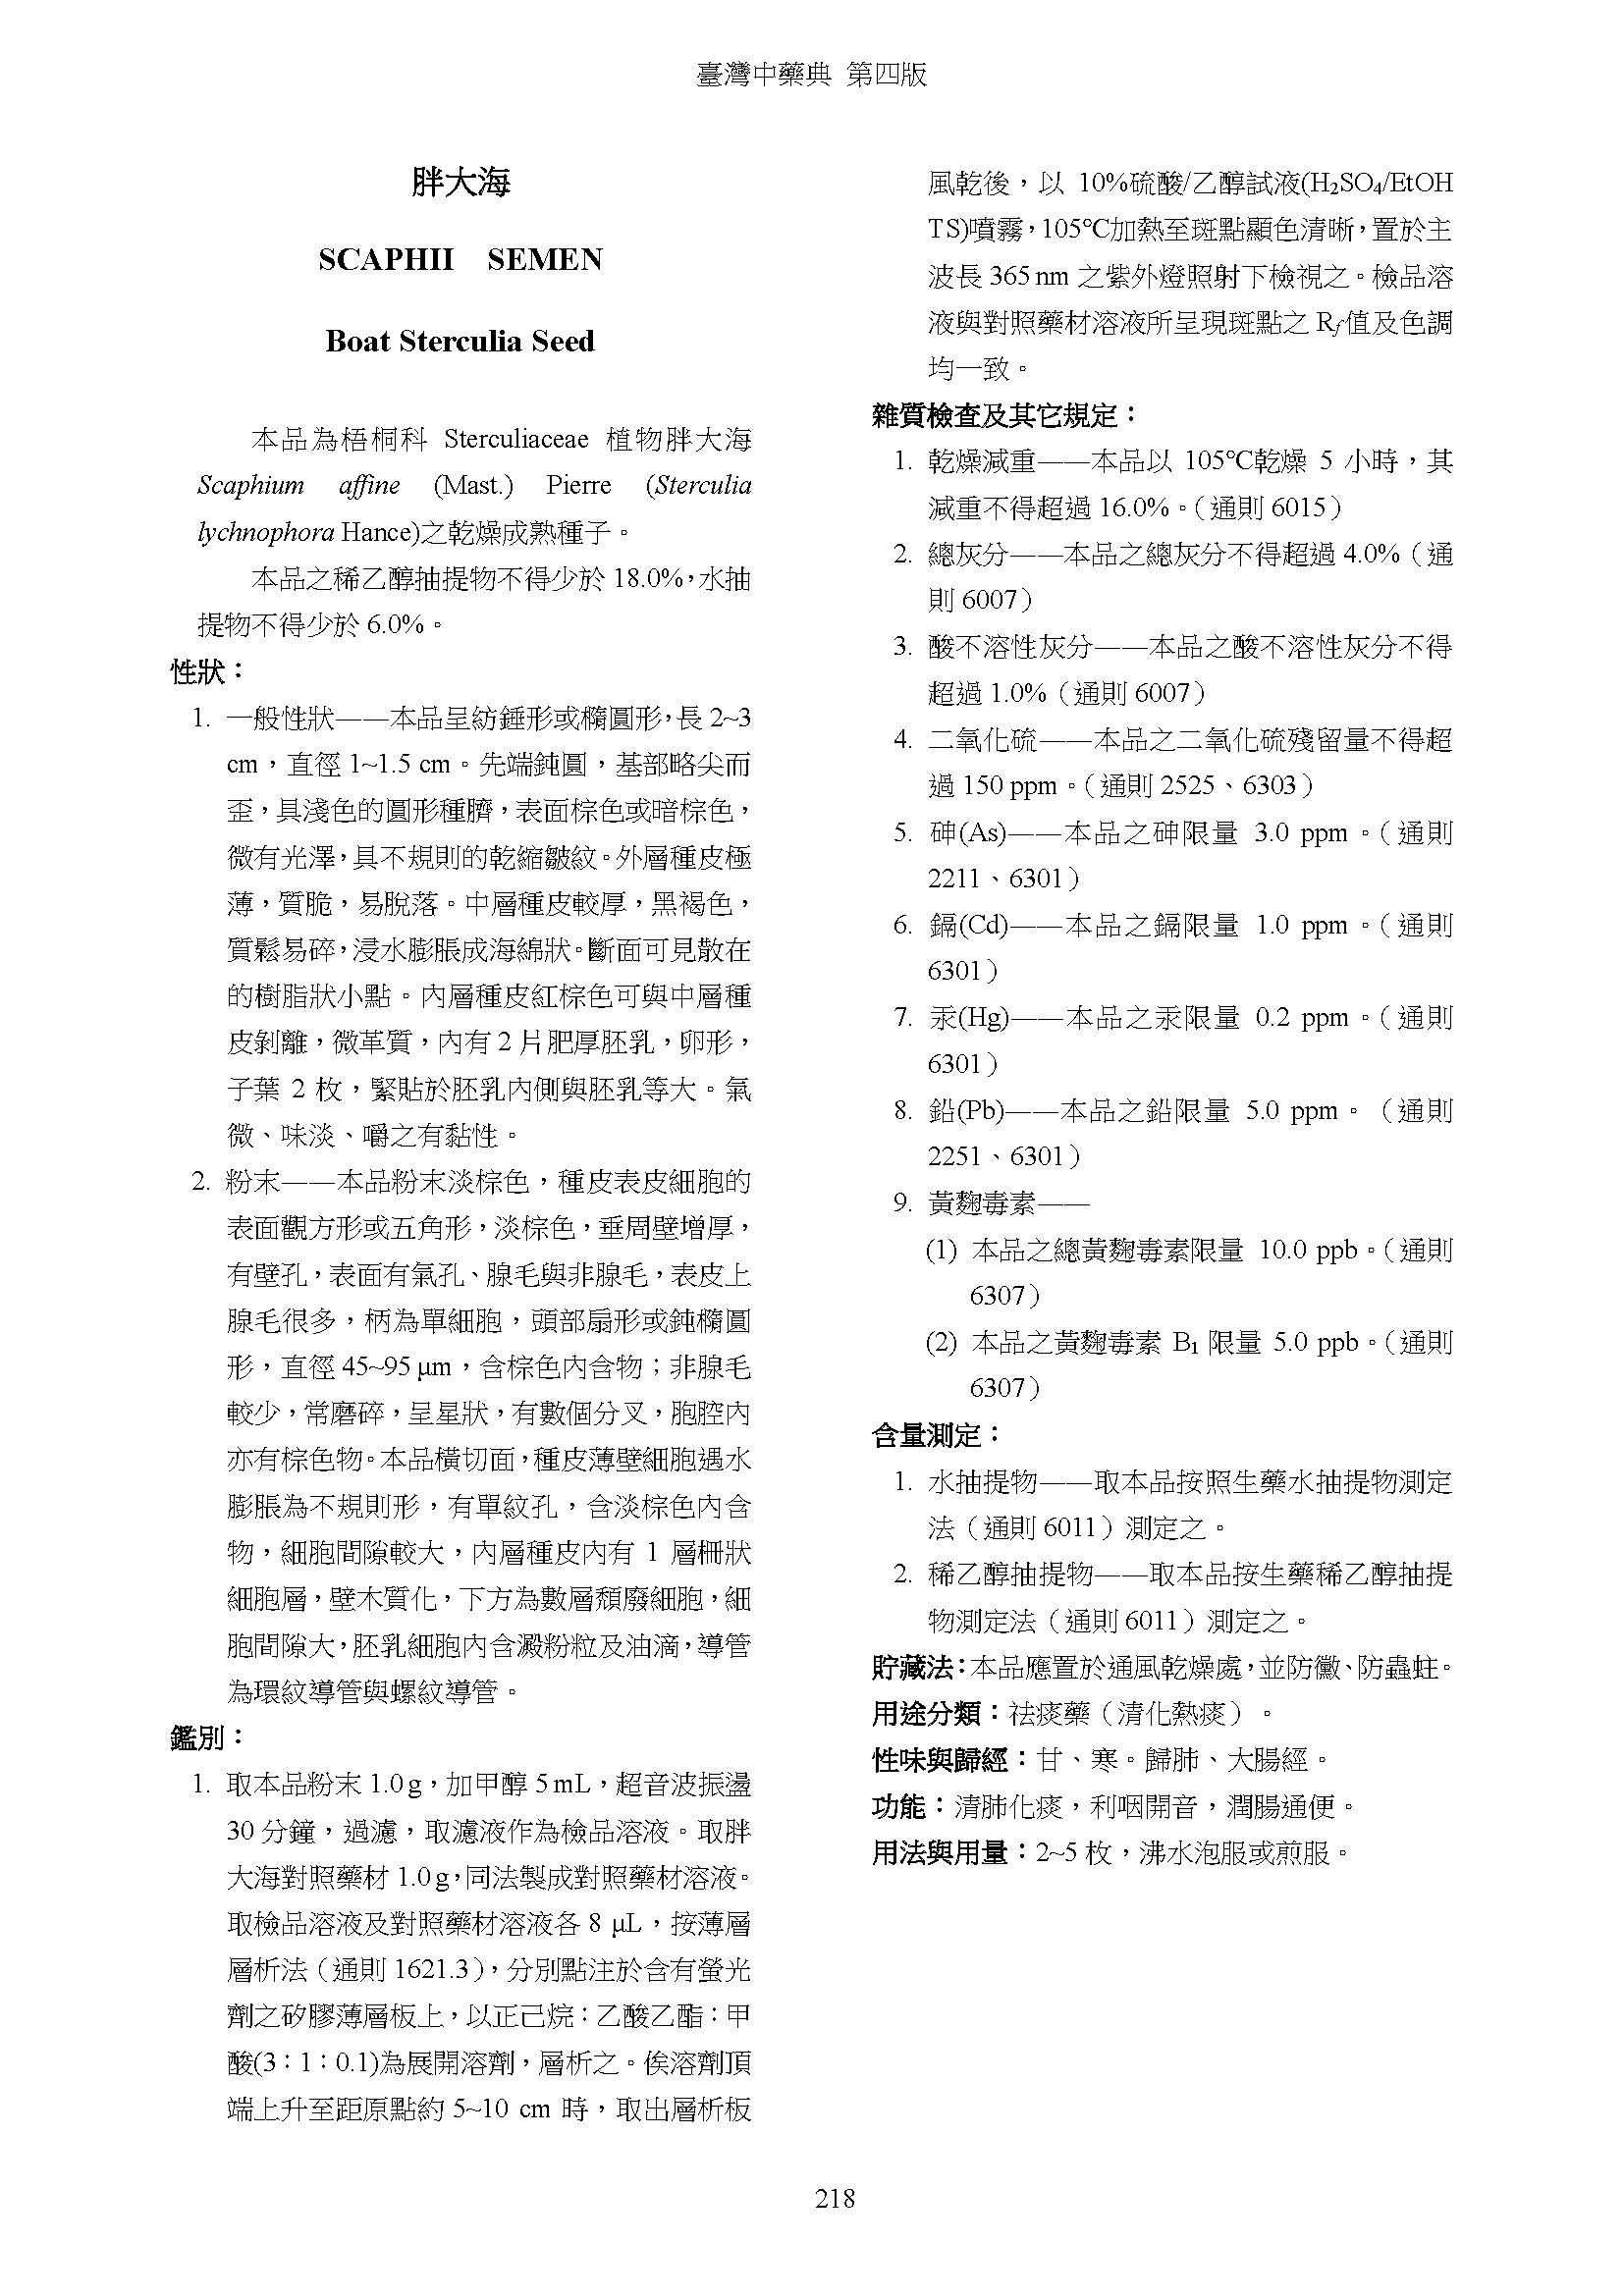 臺灣中藥典 第四版
胖大海
SCAPHII SEMEN
Boat Sterculia Seed
本品為梧桐科 Sterculiaceae 植物胖大海
Scaphium affine (Mast.) Pierre (Sterculia
lychnophora Hance)之乾燥成熟種子。
本品之稀乙醇抽提物不得少於 18.0%，水抽
提物不得少於 6.0%。
性狀：
1. 一般性狀——本品呈紡錘形或橢圓形，長 2~3
cm，直徑 1~1.5 cm。先端鈍圓，基部略尖而
歪，具淺色的圓形種臍，表面棕色或暗棕色，
微有光澤，具不規則的乾縮皺紋。外層種皮極
薄，質脆，易脫落。中層種皮較厚，黑褐色，
質鬆易碎，浸水膨脹成海綿狀。斷面可見散在
的樹脂狀小點。內層種皮紅棕色可與中層種
皮剝離，微革質，內有 2 片肥厚胚乳，卵形，
子葉 2 枚，緊貼於胚乳內側與胚乳等大。氣
微、味淡、嚼之有黏性。
2. 粉末——本品粉末淡棕色，種皮表皮細胞的
表面觀方形或五角形，淡棕色，垂周壁增厚，
有壁孔，表面有氣孔、腺毛與非腺毛，表皮上
腺毛很多，柄為單細胞，頭部扇形或鈍橢圓
形，直徑 45~95 μm，含棕色內含物；非腺毛
較少，常磨碎，呈星狀，有數個分叉，胞腔內
亦有棕色物。本品橫切面，種皮薄壁細胞遇水
膨脹為不規則形，有單紋孔，含淡棕色內含
物，細胞間隙較大，內層種皮內有 1 層柵狀
細胞層，壁木質化，下方為數層頹廢細胞，細
胞間隙大，胚乳細胞內含澱粉粒及油滴，導管
為環紋導管與螺紋導管。
鑑別：
1. 取本品粉末 1.0 g，加甲醇 5 mL，超音波振盪
30 分鐘，過濾，取濾液作為檢品溶液。取胖
大海對照藥材 1.0 g，同法製成對照藥材溶液。
取檢品溶液及對照藥材溶液各 8 μL，按薄層
層析法（通則 1621.3），分別點注於含有螢光
劑之矽膠薄層板上，以正己烷：乙酸乙酯：甲
酸(3：1：0.1)為展開溶劑，層析之。俟溶劑頂
端上升至距原點約 5~10 cm 時，取出層析板
風乾後，以 10%硫酸/乙醇試液(H₂SO₄/EtOH
TS)噴霧，105°C加熱至斑點顯色清晰，置於主
波長 365 nm 之紫外燈照射下檢視之。檢品溶
液與對照藥材溶液所呈現斑點之 Rf值及色調
均一致。
雜質檢查及其它規定：
1. 乾燥減重——本品以 105°C乾燥 5 小時，其
減重不得超過 16.0%。（通則 6015）
2. 總灰分——本品之總灰分不得超過 4.0%（通
則 6007）
3. 酸不溶性灰分——本品之酸不溶性灰分不得
超過 1.0%（通則 6007）
4. 二氧化硫——本品之二氧化硫殘留量不得超
過 150 ppm。（通則 2525、6303）
5. 砷(As)——本品之砷限量 3.0 ppm。（通則
2211、6301）
6. 鎘(Cd)——本品之鎘限量 1.0 ppm。（通則
6301）
7. 汞(Hg)——本品之汞限量 0.2 ppm。（通則
6301）
8. 鉛(Pb)——本品之鉛限量 5.0 ppm。（通則
2251、6301）
9. 黃麴毒素——
(1) 本品之總黃麴毒素限量 10.0 ppb。（通則
6307）
(2) 本品之黃麴毒素 B₁ 限量 5.0 ppb。（通則
6307）
含量測定：
1. 水抽提物——取本品按照生藥水抽提物測定
法（通則 6011）測定之。
2. 稀乙醇抽提物——取本品按生藥稀乙醇抽提
物測定法（通則 6011）測定之。
貯藏法：本品應置於通風乾燥處，並防黴、防蟲蛀。
用途分類：祛痰藥（清化熱痰）。
性味與歸經：甘、寒。歸肺、大腸經。
功能：清肺化痰，利咽開音，潤腸通便。
用法與用量：2~5 枚，沸水泡服或煎服。
218